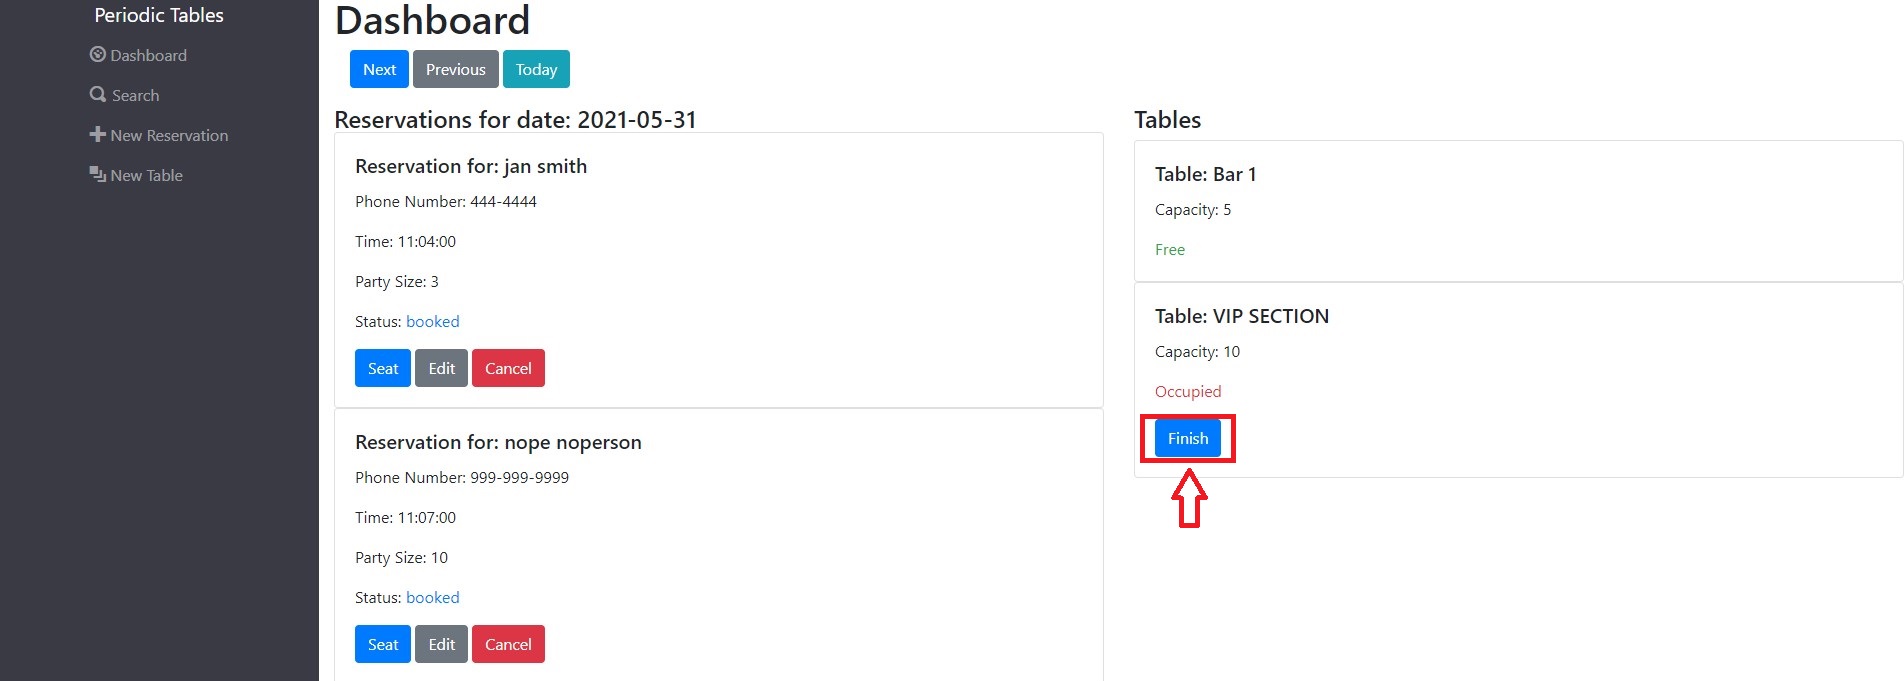 Periodic Tables
Dashboard
Search
New Reservation
New Table
Dashboard
Next Previous Today
Reservations for date: 2021-05-31
Reservation for: jan smith
Phone Number: 444-4444
Time: 11:04:00
Party Size: 3
Status: booked
Seat Edit Cancel
Reservation for: nope noperson
Phone Number: 999-999-9999
Time: 11:07:00
Party Size: 10
Status: booked
Seat Edit Cancel
Tables
Table: Bar 1
Capacity: 5
Free
Table: VIP SECTION
Capacity: 10
Occupied
Finish